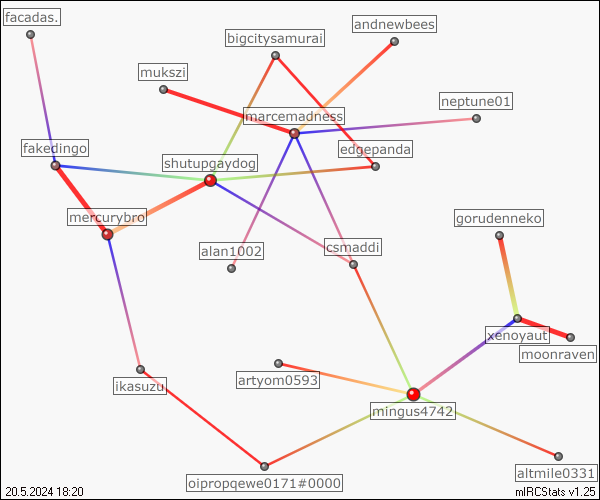 facadas.
andnewbees
bigcitysamurai
mukszi
neptune01
marcemadness
fakedingo
edgepanda
shutupgaydog
mercurybro
gorudenneko
alan1002
csmaddi
xenoyaut
moonraven
artyom0593
ikasuzu
mingus4742
altmile0331
oipropqewe0171#0000
20.5.2024 18:20
mIRCStats v1.25